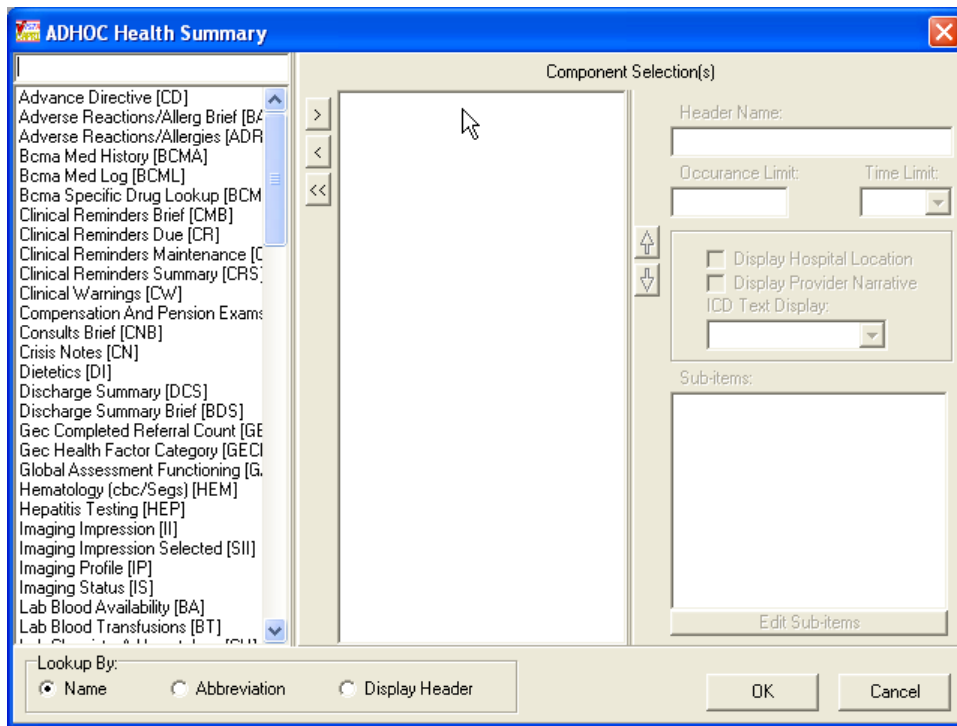 ADHOC Health Summary
Component Selection(s)
Advance Directive [CD]
Adverse Reactions/Allerg Brief [BA
Adverse Reactions/Allergies [ADR
Bcma Med History [BCMA]
Bcma Med Log [BCML]
Bcma Specific Drug Lookup [BCM
Clinical Reminders Brief [CMB]
Clinical Reminders Due [CR]
Clinical Reminders Maintenance [C
Clinical Reminders Summary [CRS]
Clinical Warnings [CW]
Compensation And Pension Exams
Consults Brief [CNB]
Crisis Notes [CN]
Dietetics [DI]
Discharge Summary [DCS]
Discharge Summary Brief [BDS]
Gec Completed Referral Count [GE
Gec Health Factor Category [GECI
Global Assessment Functioning [G
Hematology (cbc/Segs) [HEM]
Hepatitis Testing [HEP]
Imaging Impression [II]
Imaging Impression Selected [SII]
Imaging Profile [IP]
Imaging Status [IS]
Lab Blood Availability [BA]
Lab Blood Transfusions [BT]
>
<
<<
Header Name:
Occurance Limit:
Time Limit:
Display Hospital Location
Display Provider Narrative
ICD Text Display:
Sub-items:
Edit Sub-items
Lookup By:
Name
Abbreviation
Display Header
OK
Cancel